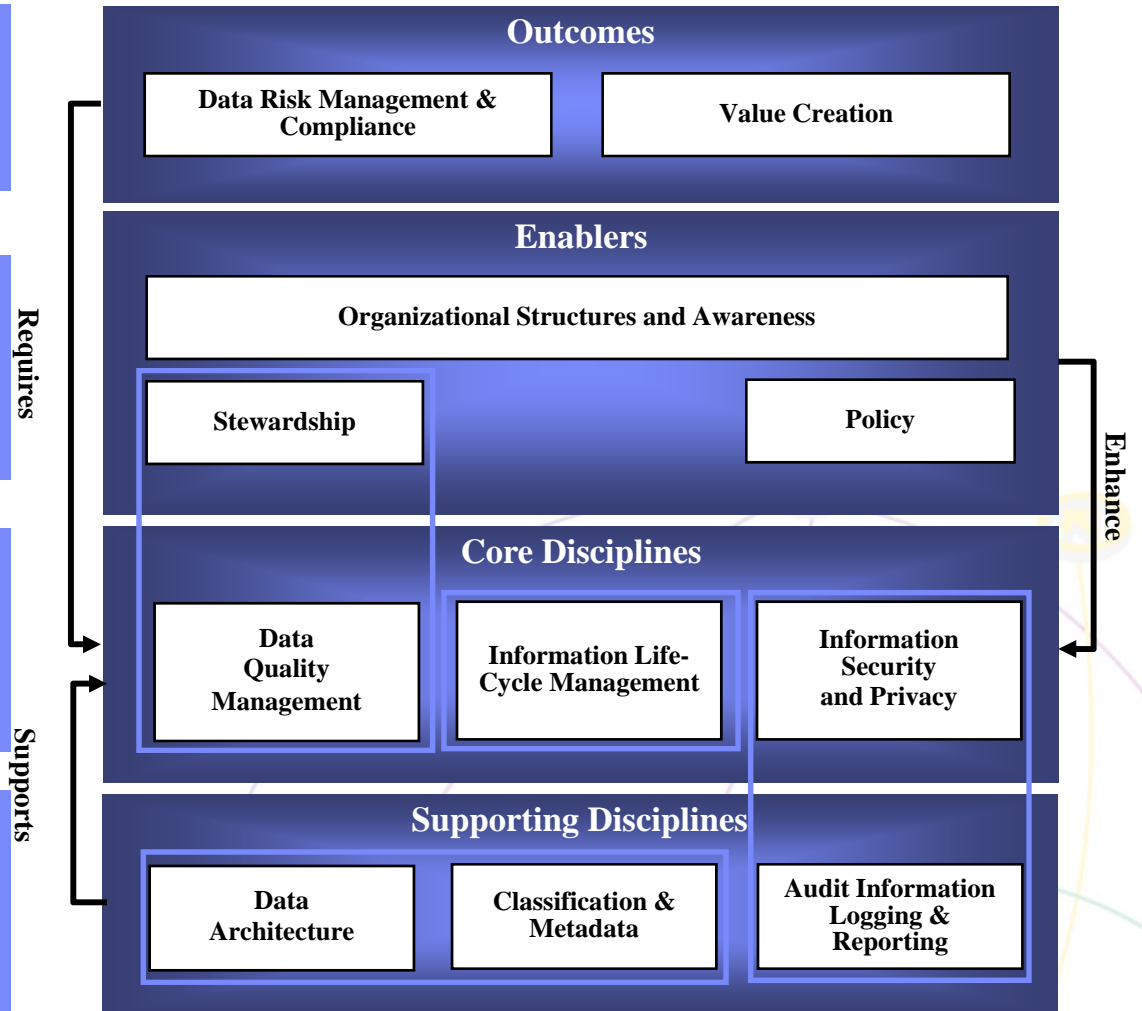 Outcomes
Data Risk Management &
Compliance
Value Creation
Enablers
Organizational Structures and Awareness
Stewardship
Policy
Requires
Enhance
Core Disciplines
Data
Quality
Management
Information Life-
Cycle Management
Information
Security
and Privacy
Supports
Supporting Disciplines
Data
Architecture
Classification &
Metadata
Audit Information
Logging &
Reporting